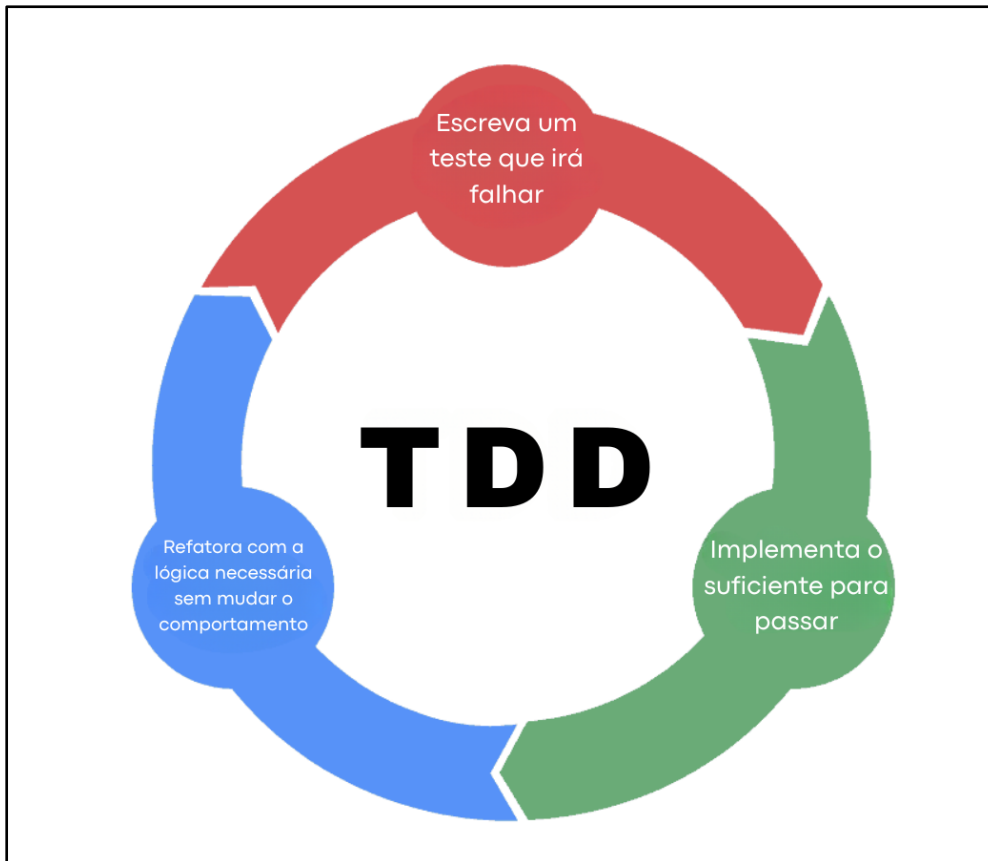 Escreva um
teste que irá
falhar
TDD
Refatora com a
lógica necessária
sem mudar o
comportamento
Implementa o
suficiente para
passar